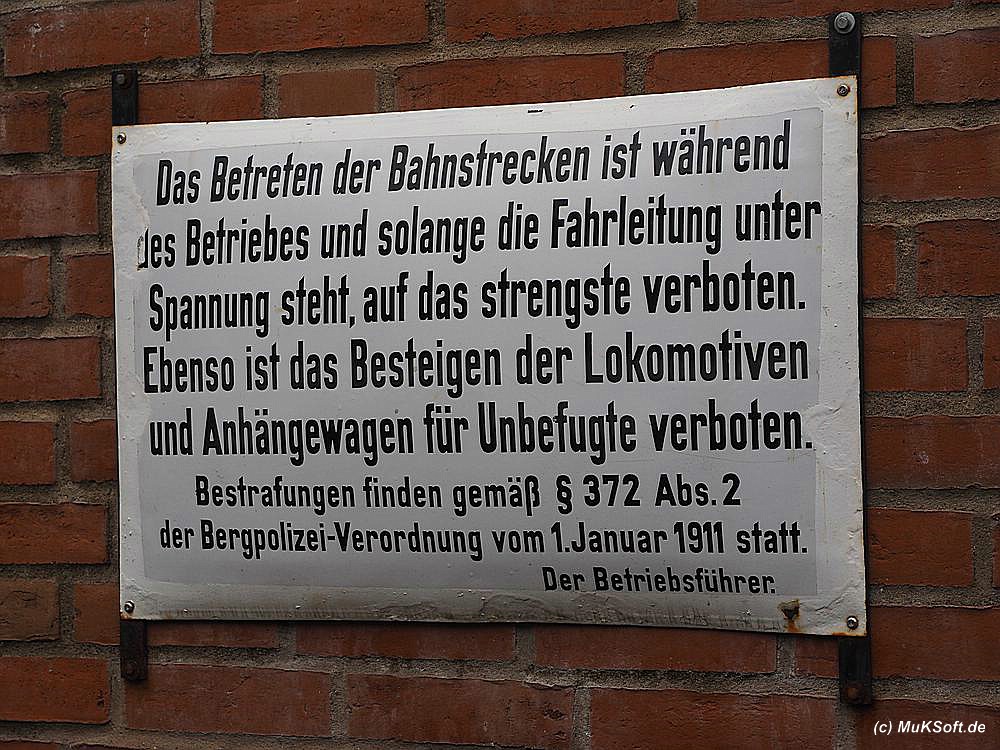 Das Betreten der Bahnstrecken ist während
des Betriebes und solange die Fahrleitung unter
Spannung steht, auf das strengste verboten.
Ebenso ist das Besteigen der Lokomotiven
und Anhängewagen für Unbefugte verboten.
Bestrafungen finden gemäß § 372 Abs. 2
der Bergpolizei-Verordnung vom 1. Januar 1911 statt.
Der Betriebsführer.
(c) MuKSoft.de